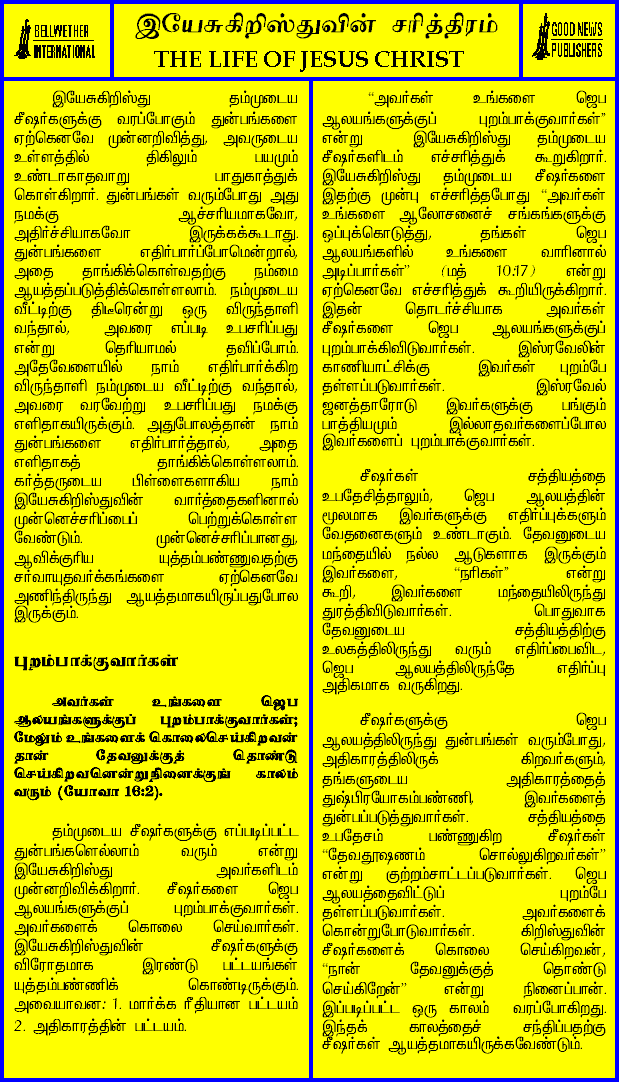 BELLWETHER
INTERNATIONAL
இயேசுகிறிஸ்துவின் சரித்திரம்
THE LIFE OF JESUS CHRIST
GOOD NEWS
PUBLISHERS
இயேசுகிறிஸ்து தம்முடைய
சீஷர்களுக்கு வரப்போகும் துன்பங்களை
ஏற்கெனவே முன்னறிவித்து, அவருடைய
உள்ளத்தில் திகிலும் பயமும்
உண்டாகாதவாறு பாதுகாத்துக்
கொள்கிறார். துன்பங்கள் வரும்போது அது
நமக்கு ஆச்சரியமாகவோ,
அதிர்ச்சியாகவோ இருக்கக்கூடாது.
துன்பங்களை எதிர்பார்ப்போமென்றால்,
அதை தாங்கிக்கொள்வதற்கு நம்மை
ஆயத்தப்படுத்திக்கொள்ளலாம். நம்முடைய
வீட்டிற்கு திடீரென்று ஒரு விருந்தாளி
வந்தால், அவரை எப்படி உபசரிப்பது
என்று தெரியாமல் தவிப்போம்.
அதேவேளையில் நாம் எதிர்பார்க்கிற
விருந்தாளி நம்முடைய வீட்டிற்கு வந்தால்,
அவரை வரவேற்று உபசரிப்பது நமக்கு
எளிதாகயிருக்கும். அதுபோலத்தான் நாம்
துன்பங்களை எதிர்பார்த்தால், அதை
எளிதாகத் தாங்கிக்கொள்ளலாம்.
கர்த்தருடைய பிள்ளைகளாகிய நாம்
இயேசுகிறிஸ்துவின் வார்த்தைகளினால்
முன்னெச்சரிப்பைப் பெற்றுக்கொள்ள
வேண்டும். முன்னெச்சரிப்பானது,
ஆவிக்குரிய யுத்தம்பண்ணுவதற்கு
சர்வாயுதவர்க்கங்களை ஏற்கெனவே
அணிந்திருந்து ஆயத்தமாகயிருப்பதுபோல
இருக்கும்.
புறம்பாக்குவார்கள்
அவர்கள் உங்களை ஜெப
ஆலயங்களுக்குப் புறம்பாக்குவார்கள்;
மேலும் உங்களைக் கொலைசெய்கிறவன்
தான் தேவனுக்குத் தொண்டு
செய்கிறவனென்றுநினைக்குங் காலம்
வரும் (யோவா 16:2).
தம்முடைய சீஷர்களுக்கு எப்படிப்பட்ட
துன்பங்களெல்லாம் வரும் என்று
இயேசுகிறிஸ்து அவர்களிடம்
முன்னறிவிக்கிறார். சீஷர்களை ஜெப
ஆலயங்களுக்குப் புறம்பாக்குவார்கள்.
அவர்களைக் கொலை செய்வார்கள்.
இயேசுகிறிஸ்துவின் சீஷர்களுக்கு
விரோதமாக இரண்டு பட்டயங்கள்
யுத்தம்பண்ணிக் கொண்டிருக்கும்.
அவையாவன: 1. மார்க்க ரீதியான பட்டயம்
2. அதிகாரத்தின் பட்டயம்.
“அவர்கள் உங்களை ஜெப
ஆலயங்களுக்குப் புறம்பாக்குவார்கள்”
என்று இயேசுகிறிஸ்து தம்முடைய
சீஷர்களிடம் எச்சரித்துக் கூறுகிறார்.
இயேசுகிறிஸ்து தம்முடைய சீஷர்களை
இதற்கு முன்பு எச்சரித்தபோது “அவர்கள்
உங்களை ஆலோசனைச் சங்கங்களுக்கு
ஒப்புக்கொடுத்து, தங்கள் ஜெப
ஆலயங்களில் உங்களை வாரினால்
அடிப்பார்கள்” (மத் 10:17) என்று
ஏற்கெனவே எச்சரித்துக் கூறியிருக்கிறார்.
இதன் தொடர்ச்சியாக அவர்கள்
சீஷர்களை ஜெப ஆலயங்களுக்குப்
புறம்பாக்கிவிடுவார்கள். இஸ்ரவேலின்
காணியாட்சிக்கு இவர்கள் புறம்பே
தள்ளப்படுவார்கள். இஸ்ரவேல்
ஜனத்தாரோடு இவர்களுக்கு பங்கும்
பாத்தியமும் இல்லாதவர்களைப்போல
இவர்களைப் புறம்பாக்குவார்கள்.
சீஷர்கள் சத்தியத்தை
உபதேசித்தாலும், ஜெப ஆலயத்தின்
மூலமாக இவர்களுக்கு எதிர்ப்புக்களும்
வேதனைகளும் உண்டாகும். தேவனுடைய
மந்தையில் நல்ல ஆடுகளாக இருக்கும்
இவர்களை, “நரிகள்” என்று
கூறி, இவர்களை மந்தையிலிருந்து
துரத்திவிடுவார்கள். பொதுவாக
தேவனுடைய சத்தியத்திற்கு
உலகத்திலிருந்து வரும் எதிர்ப்பைவிட,
ஜெப ஆலயத்திலிருந்தே எதிர்ப்பு
அதிகமாக வருகிறது.
சீஷர்களுக்கு ஜெப
ஆலயத்திலிருந்து துன்பங்கள் வரும்போது,
அதிகாரத்திலிருக் கிறவர்களும்,
தங்களுடைய அதிகாரத்தைத்
துஷ்பிரயோகம்பண்ணி, இவர்களைத்
துன்பப்படுத்துவார்கள். சத்தியத்தை
உபதேசம் பண்ணுகிற சீஷர்கள்
“தேவதூஷணம் சொல்லுகிறவர்கள்”
என்று குற்றம்சாட்டப்படுவார்கள். ஜெப
ஆலயத்தைவிட்டுப் புறம்பே
தள்ளப்படுவார்கள். அவர்களைக்
கொன்றுபோடுவார்கள். கிறிஸ்துவின்
சீஷர்களைக் கொலை செய்கிறவன்,
“நான் தேவனுக்குத் தொண்டு
செய்கிறேன்” என்று நினைப்பான்.
இப்படிப்பட்ட ஒரு காலம் வரப்போகிறது.
இந்தக் காலத்தைச் சந்திப்பதற்கு
சீஷர்கள் ஆயத்தமாகயிருக்கவேண்டும்.